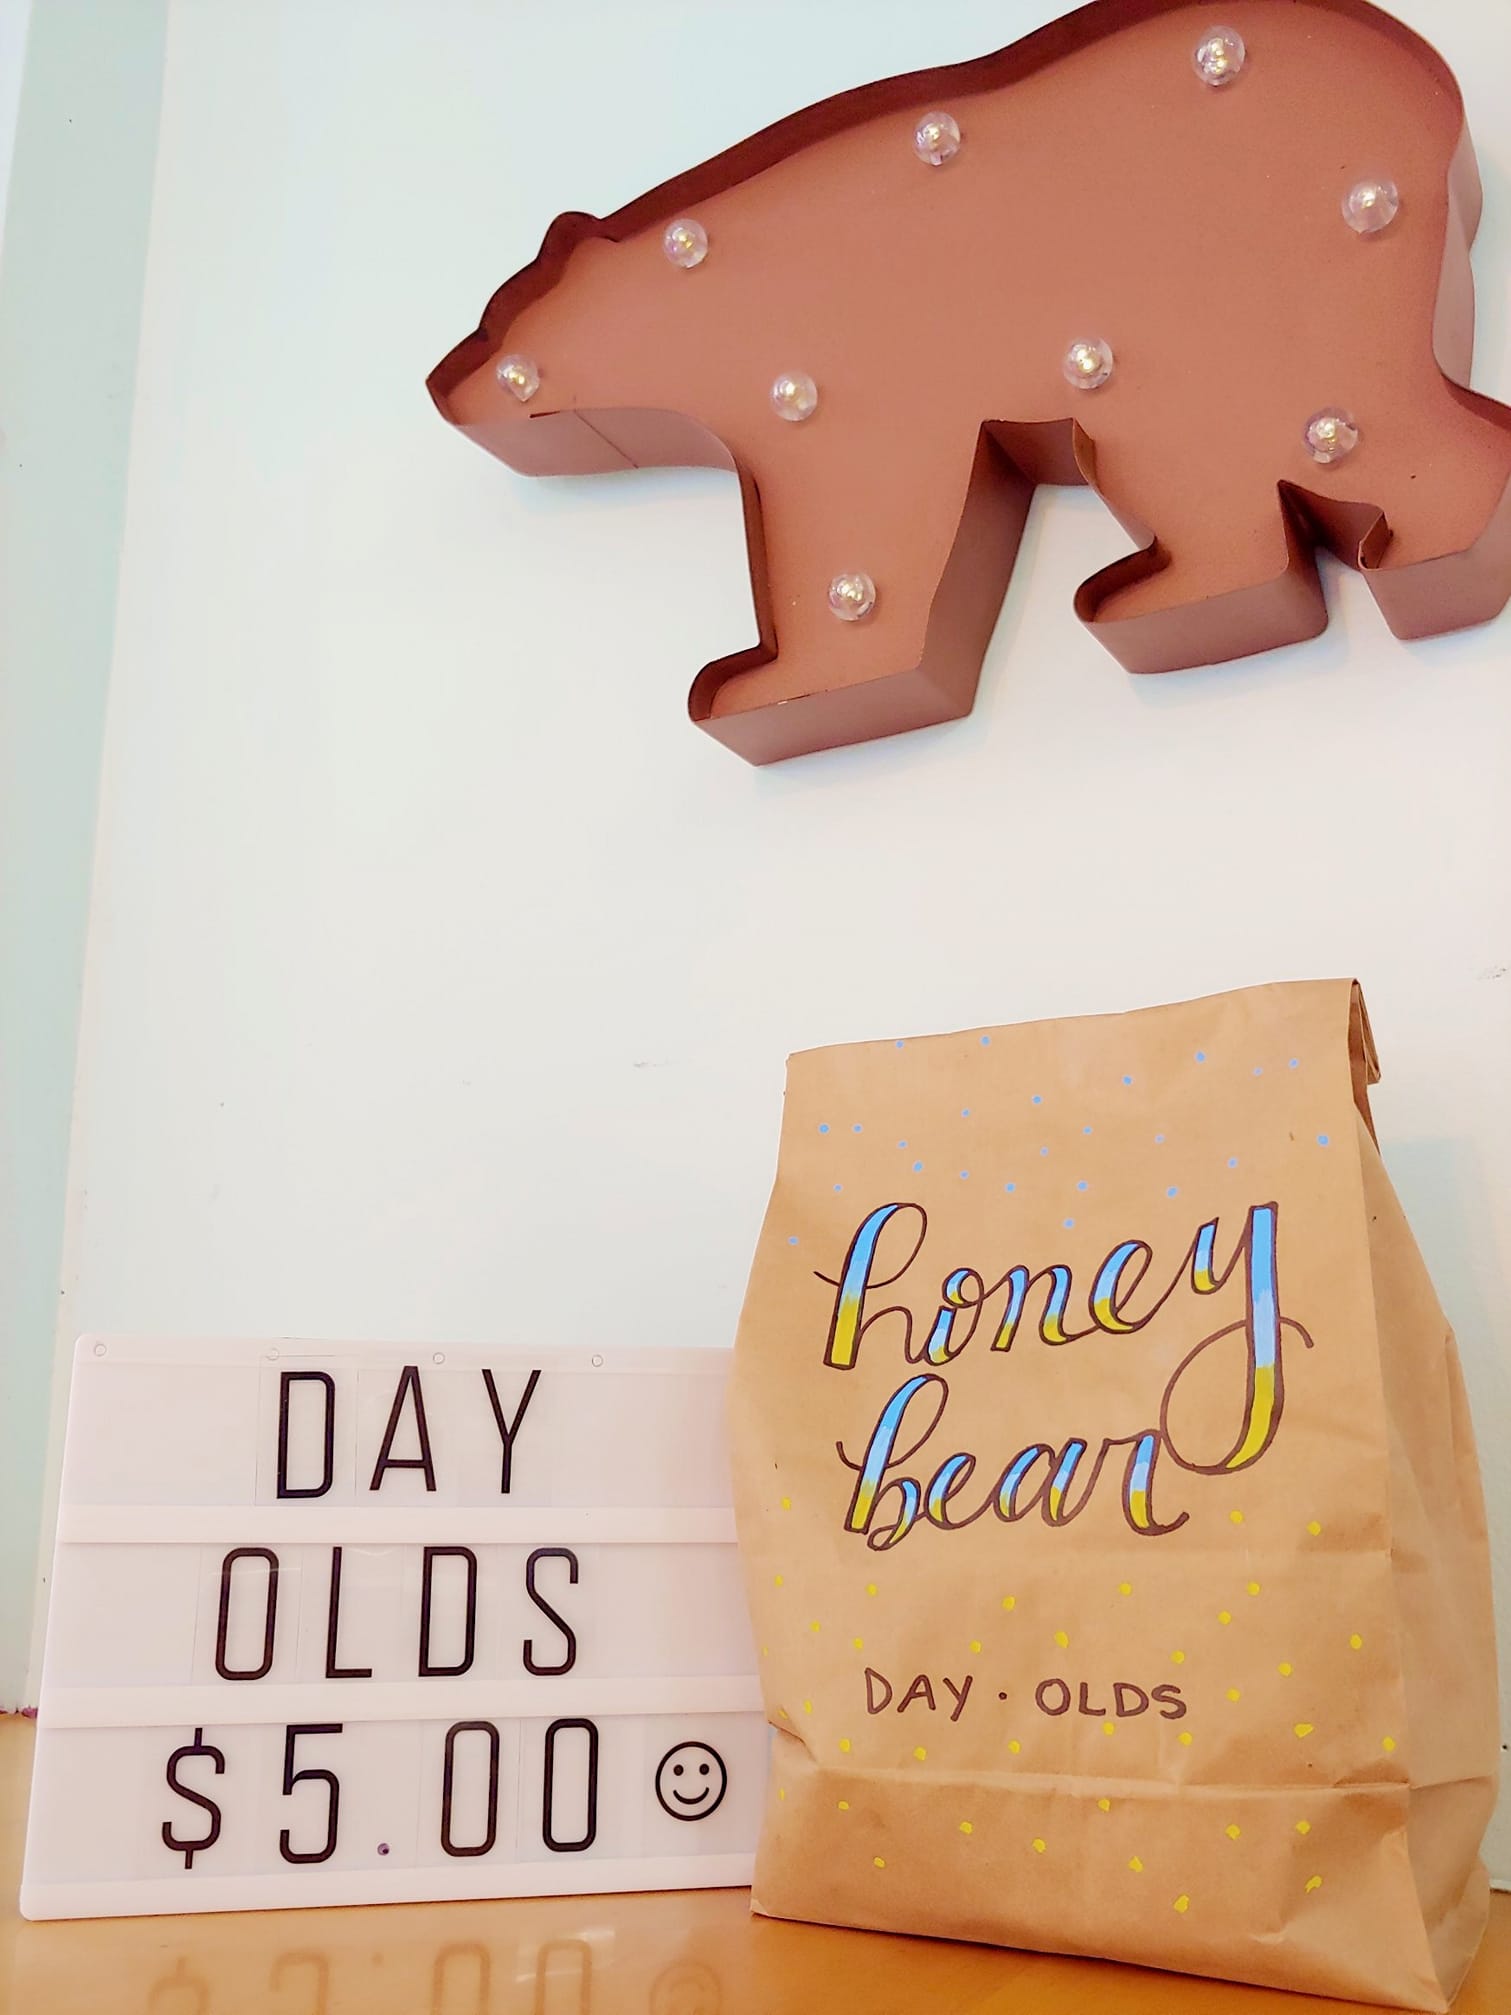 DAY
OLDS
$5.00☺
honey
bear
DAY · OLDS